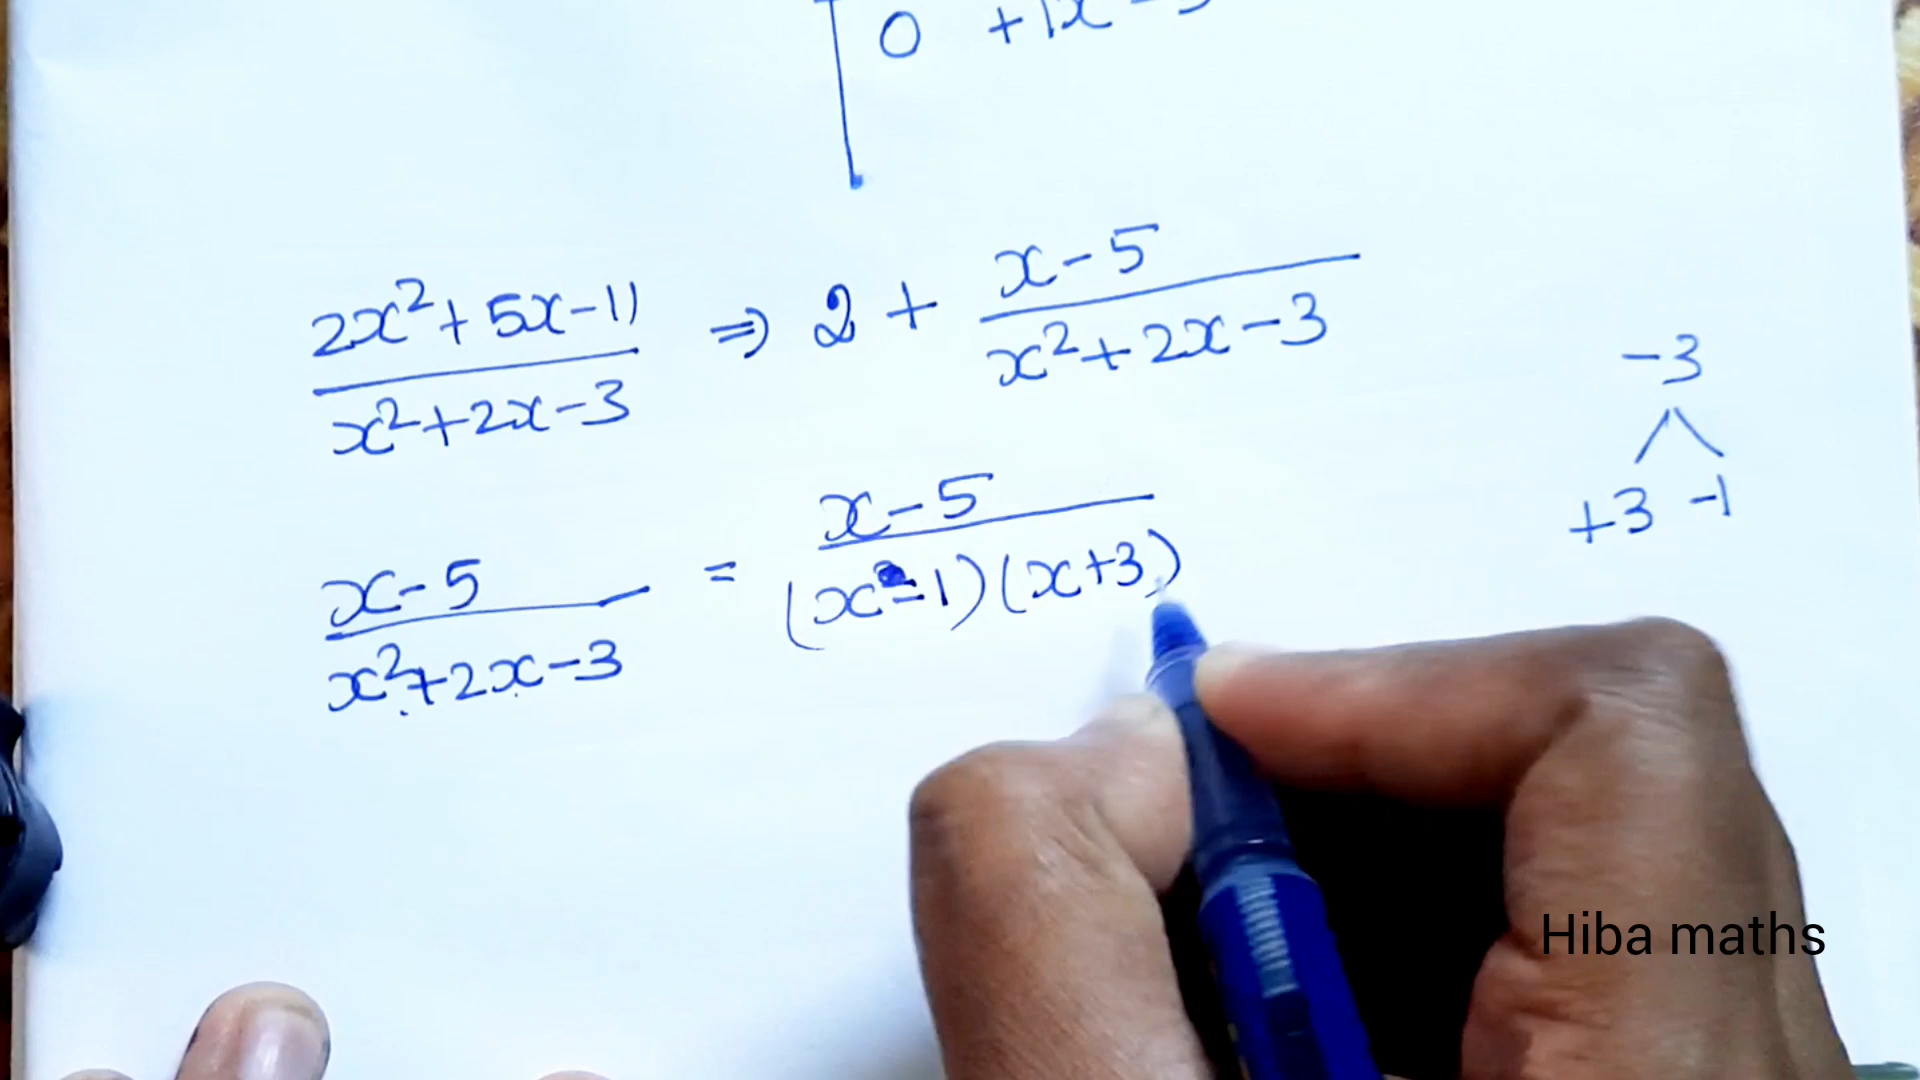 0 +1x-5
2x²+5x-11 / x²+2x-3 ⇒ 2 + x-5 / x²+2x-3
-3
+3 -1
x-5 / x²+2x-3 = x-5 / (x-1)(x+3)
Hiba maths